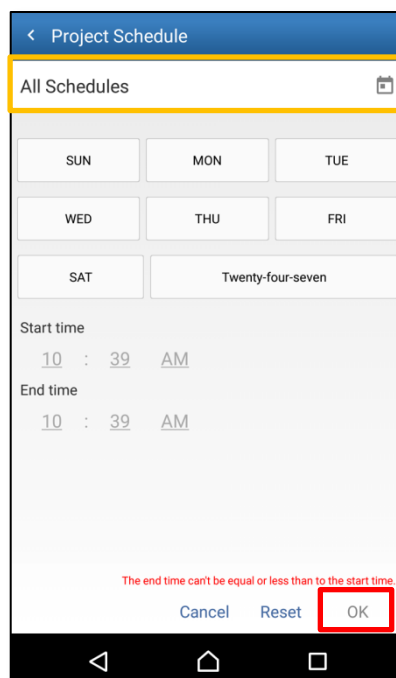 Project Schedule
All Schedules
SUN MON TUE
WED THU FRI
SAT Twenty-four-seven
Start time
10 : 39 AM
End time
10 : 39 AM
The end time can't be equal or less than to the start time.
Cancel Reset OK